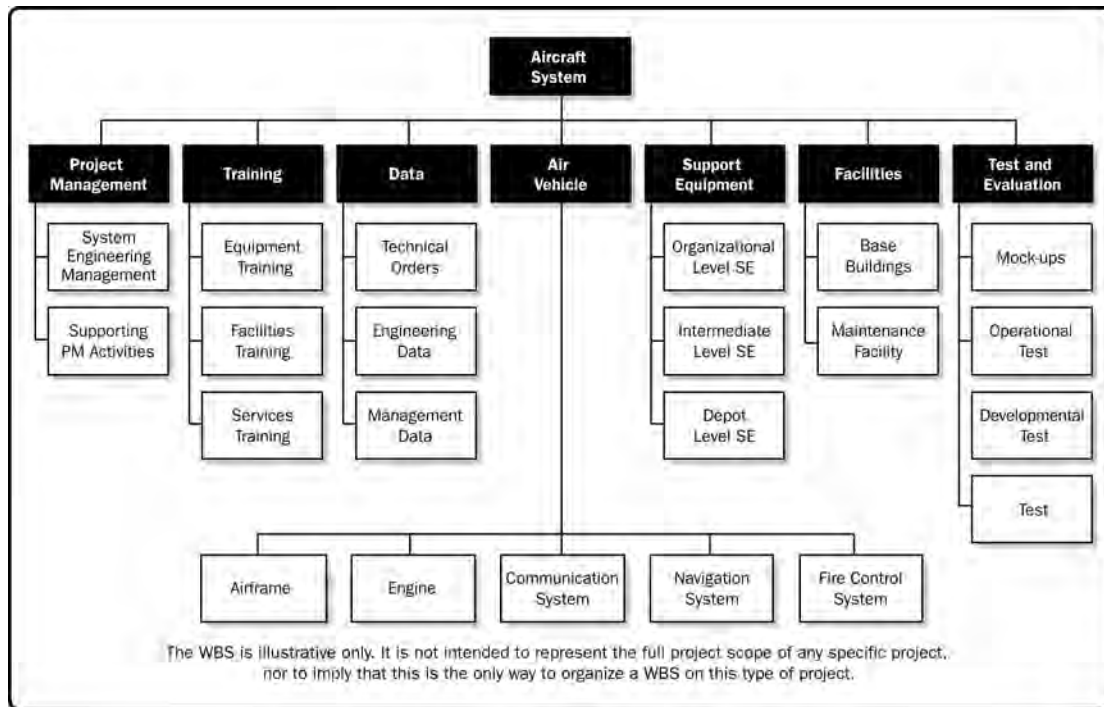 Aircraft
System
Project
Management
Training
Data
Air
Vehicle
Support
Equipment
Facilities
Test and
Evaluation
System
Engineering
Management
Supporting
PM Activities
Equipment
Training
Facilities
Training
Services
Training
Technical
Orders
Engineering
Data
Management
Data
Organizational
Level SE
Intermediate
Level SE
Depot
Level SE
Base
Buildings
Maintenance
Facility
Mock-ups
Operational
Test
Developmental
Test
Test
Airframe
Engine
Communication
System
Navigation
System
Fire Control
System
The WBS is illustrative only. It is not intended to represent the full project scope of any specific project,
nor to imply that this is the only way to organize a WBS on this type of project.